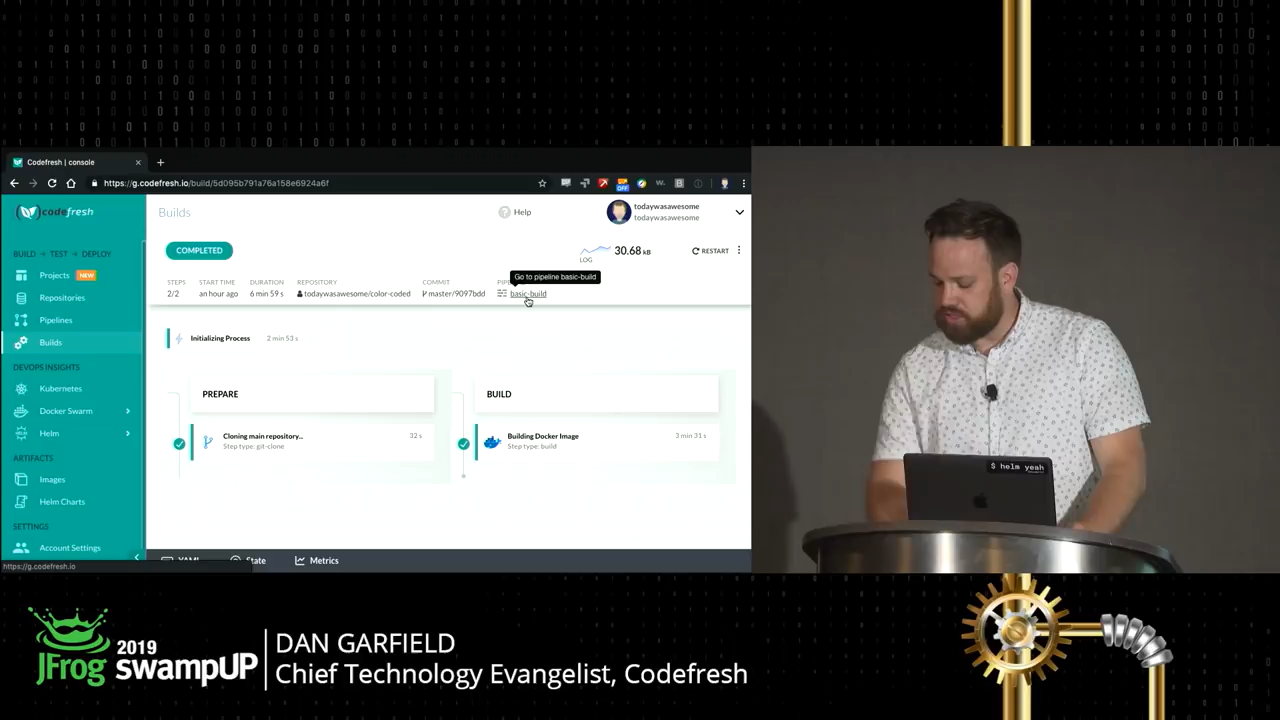 Codefresh | console
https://g.codefresh.io/build/5d095b791a76a158e6924a6f
OFF
codefresh
Builds
Help
todaywasawesome
todaywasawesome
BUILD → TEST → DEPLOY
Projects NEW
Repositories
Pipelines
Builds
DEVOPS INSIGHTS
Kubernetes
Docker Swarm
Helm
ARTIFACTS
Images
Helm Charts
SETTINGS
Account Settings
https://g.codefresh.io
COMPLETED
LOG
30.68 kB
RESTART
Go to pipeline basic-build
STEPS START TIME DURATION REPOSITORY COMMIT
2/2 an hour ago 6 min 59 s todaywasawesome/color-coded master/9097bdd basic-build
Initializing Process 2 min 53 s
PREPARE
Cloning main repository... 32 s
Step type: git-clone
BUILD
Building Docker Image 3 min 31 s
Step type: build
YAML State Metrics
$ helm yeah
2019
JFrog swampUP
DAN GARFIELD
Chief Technology Evangelist, Codefresh